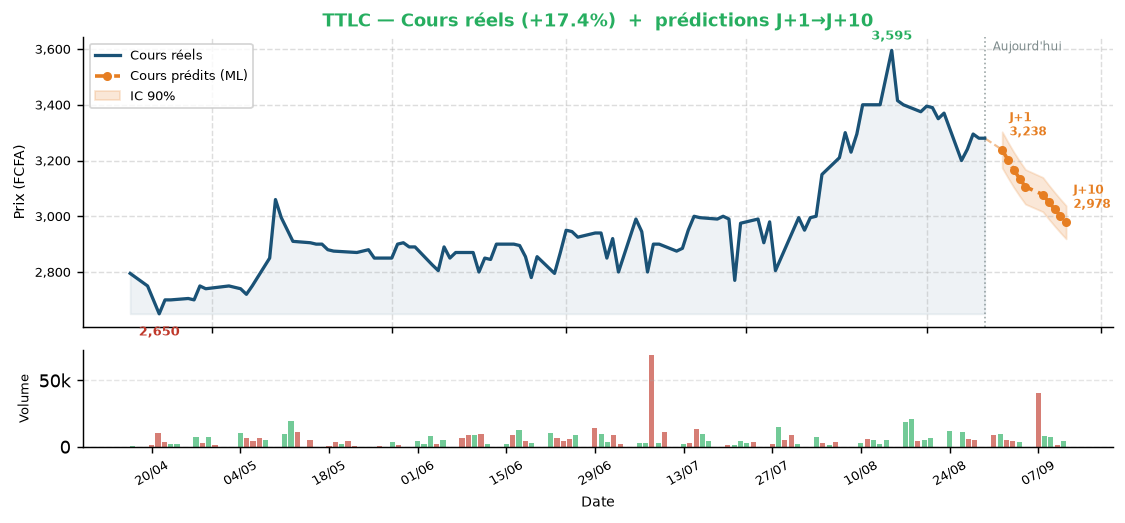 TTLC — Cours réels (+17.4%) + prédictions J+1→J+10
3,595
Aujourd'hui
Cours réels
Cours prédits (ML)
IC 90%
3,600
3,400
3,200
3,000
2,800
Prix (FCFA)
J+1
3,238
J+10
2,978
2,650
Volume
50k
0
20/04
04/05
18/05
01/06
15/06
29/06
13/07
27/07
10/08
24/08
07/09
Date